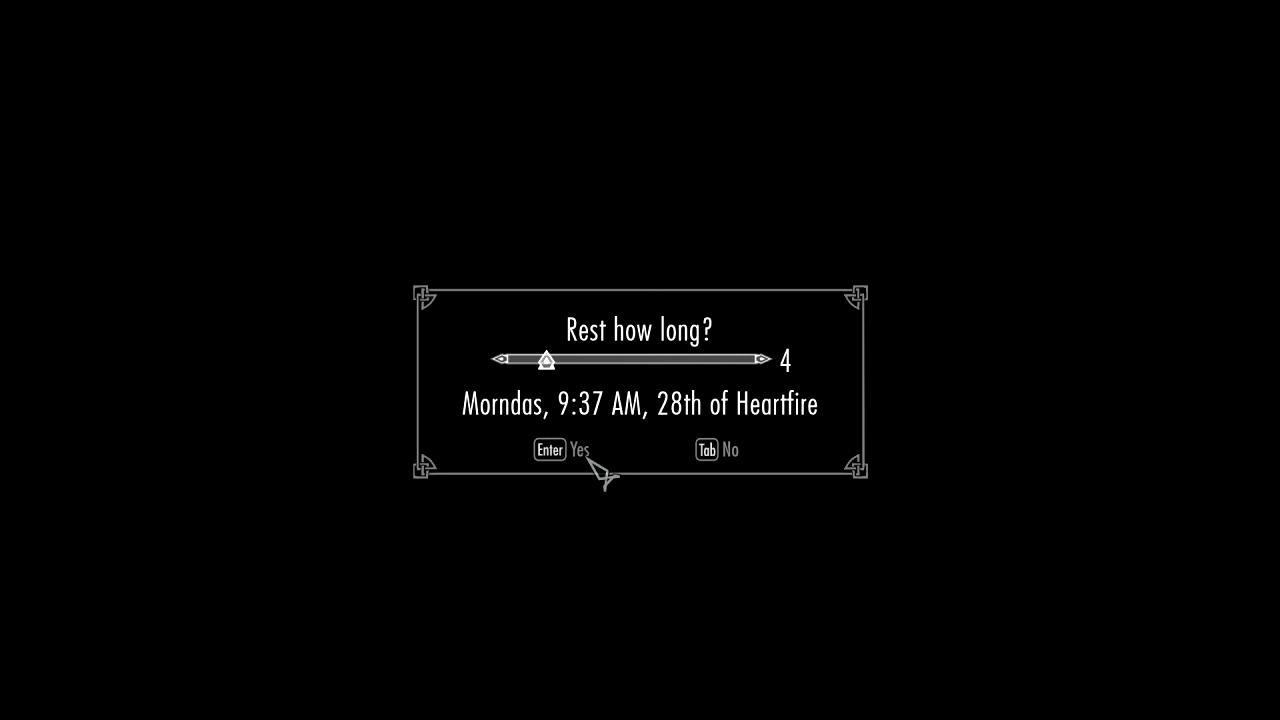 Rest how long?
4
Morndas, 9:37 AM, 28th of Heartfire
Enter Yes Tab No